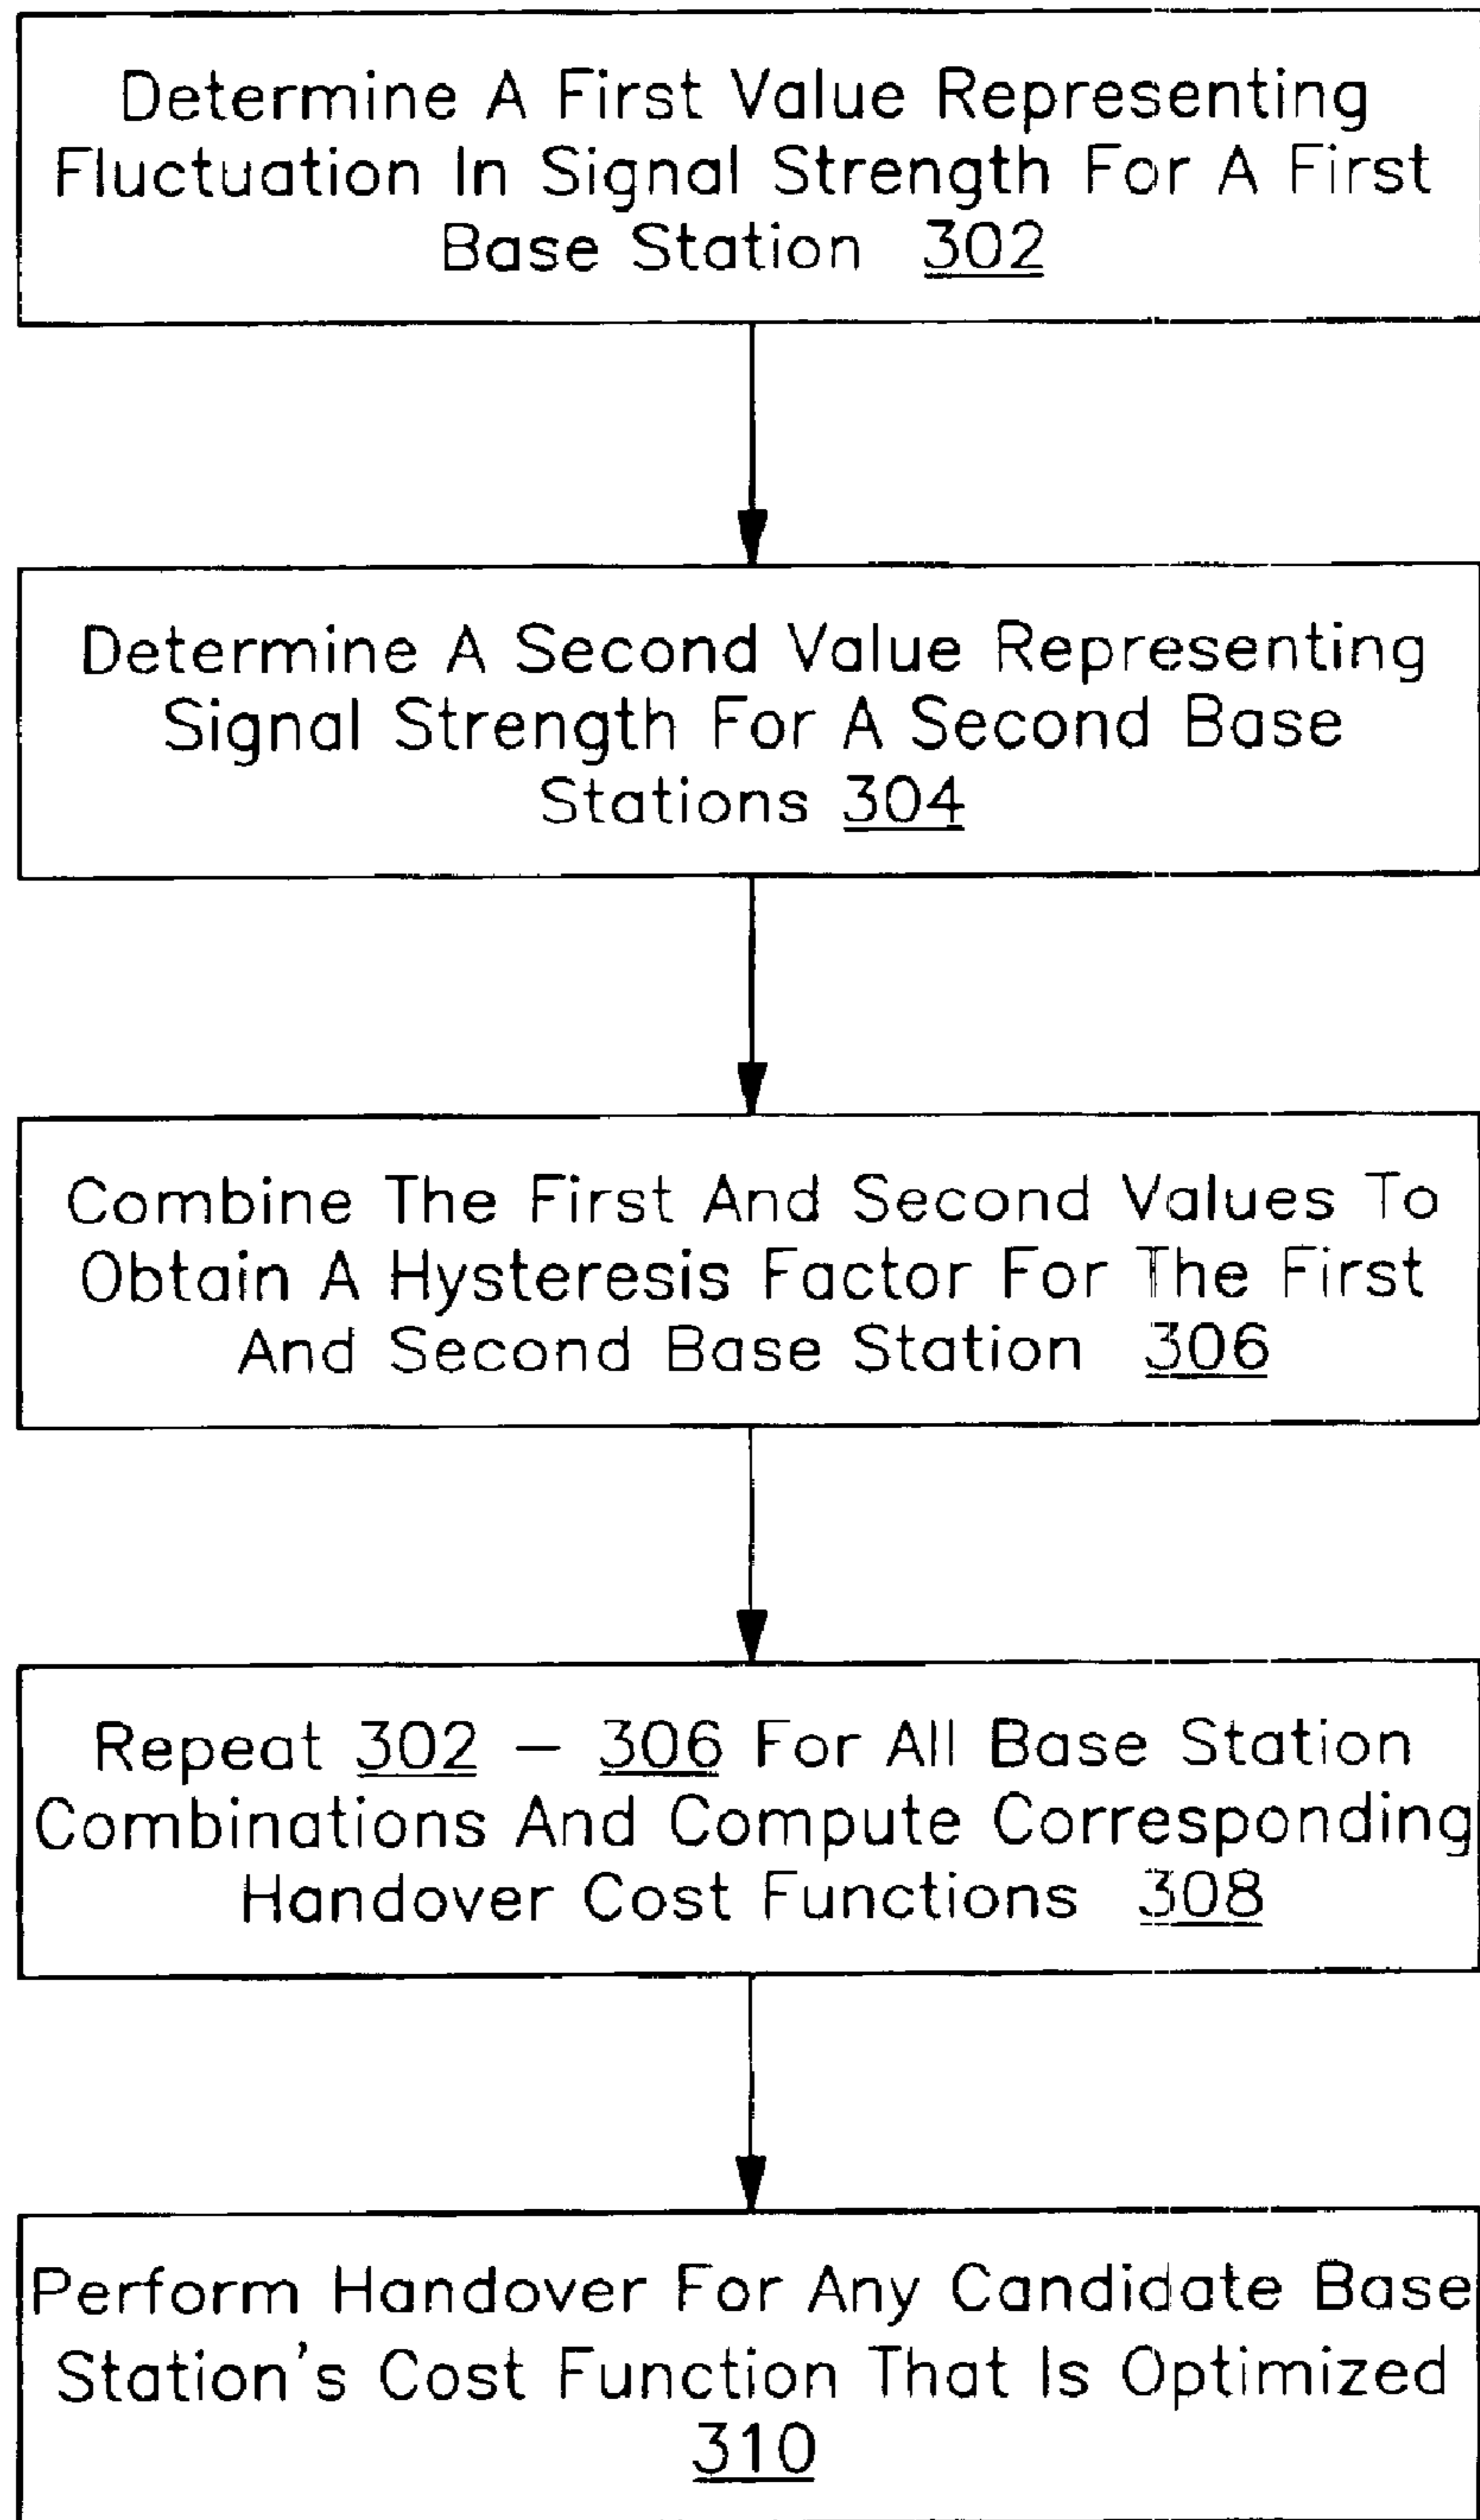 Determine A First Value Representing
Fluctuation In Signal Strength For A First
Base Station 302
Determine A Second Value Representing
Signal Strength For A Second Base
Stations 304
Combine The First And Second Values To
Obtain A Hysteresis Factor For The First
And Second Base Station 306
Repeat 302 – 306 For All Base Station
Combinations And Compute Corresponding
Handover Cost Functions 308
Perform Handover For Any Candidate Base
Station's Cost Function That Is Optimized
310